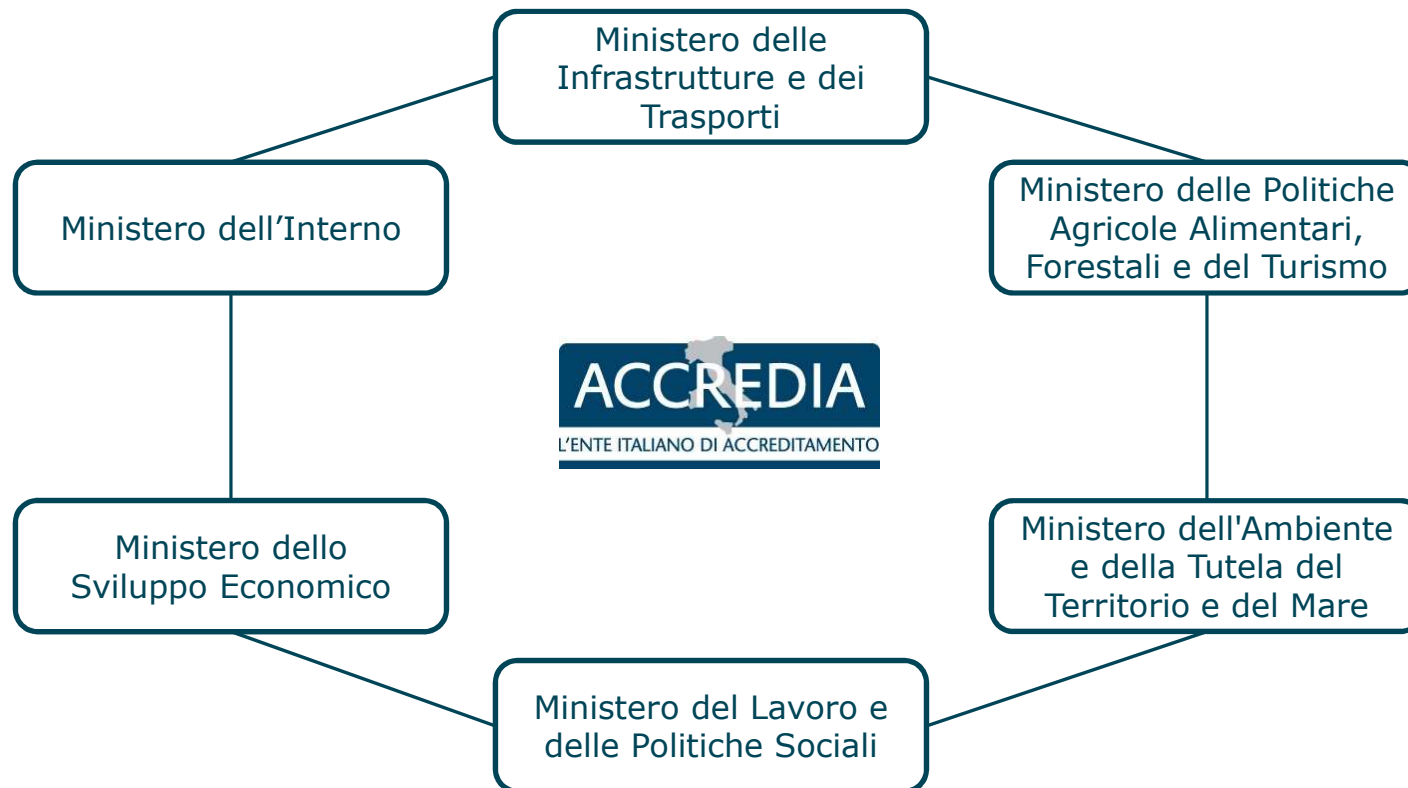 Ministero delle
Infrastrutture e dei
Trasporti
Ministero dell’Interno
Ministero delle Politiche
Agricole Alimentari,
Forestali e del Turismo
ACCREDIA
L'ENTE ITALIANO DI ACCREDITAMENTO
Ministero dello
Sviluppo Economico
Ministero dell'Ambiente
e della Tutela del
Territorio e del Mare
Ministero del Lavoro e
delle Politiche Sociali